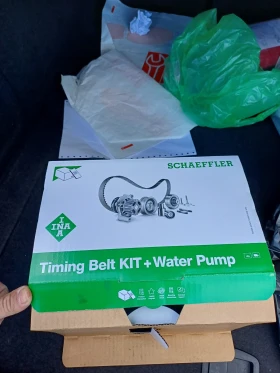 SCHAEFFLER
INA
Timing Belt KIT + Water Pump